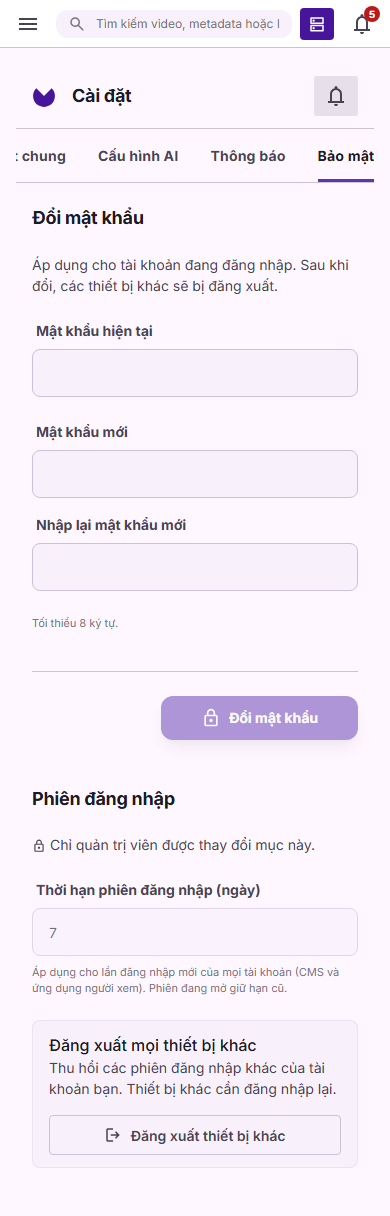 Tìm kiếm video, metadata hoặc
5
Cài đặt
chung
Cấu hình AI
Thông báo
Bảo mật
Đổi mật khẩu
Áp dụng cho tài khoản đang đăng nhập. Sau khi
đổi, các thiết bị khác sẽ bị đăng xuất.
Mật khẩu hiện tại
Mật khẩu mới
Nhập lại mật khẩu mới
Tối thiểu 8 ký tự.
Đổi mật khẩu
Phiên đăng nhập
Chỉ quản trị viên được thay đổi mục này.
Thời hạn phiên đăng nhập (ngày)
7
Áp dụng cho lần đăng nhập mới của mọi tài khoản (CMS và
ứng dụng người xem). Phiên đang mở giữ hạn cũ.
Đăng xuất mọi thiết bị khác
Thu hồi các phiên đăng nhập khác của tài
khoản bạn. Thiết bị khác cần đăng nhập lại.
Đăng xuất thiết bị khác